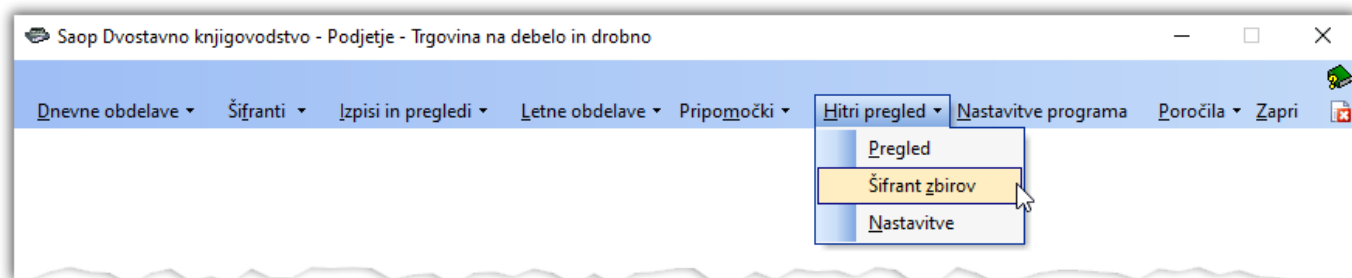 Saop Dvostavno knjigovodstvo - Podjetje - Trgovina na debelo in drobno
Dnevne obdelave Šifranti Izpisi in pregledi Letne obdelave Pripomočki Hitri pregled Nastavitve programa Poročila Zapri
Pregled
Šifrant zbirov
Nastavitve